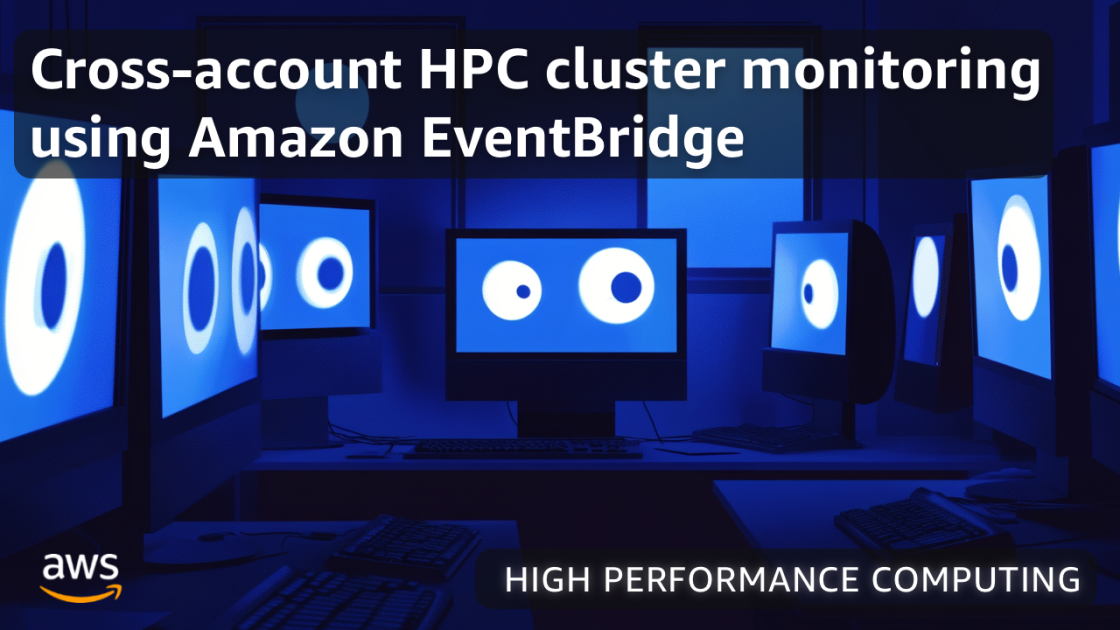 Cross-account HPC cluster monitoring
using Amazon EventBridge
aws
HIGH PERFORMANCE COMPUTING